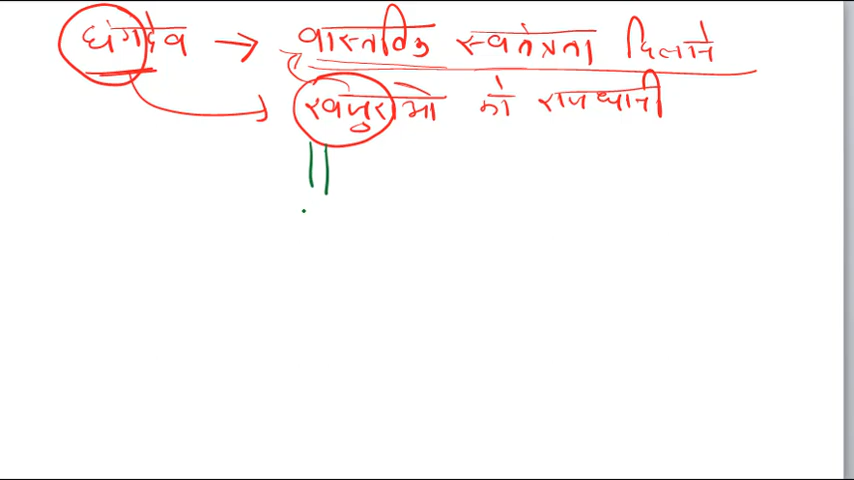 धंगदेव → वास्तविक स्वतंत्रता दिलाने
खजुराहो को राजधानी